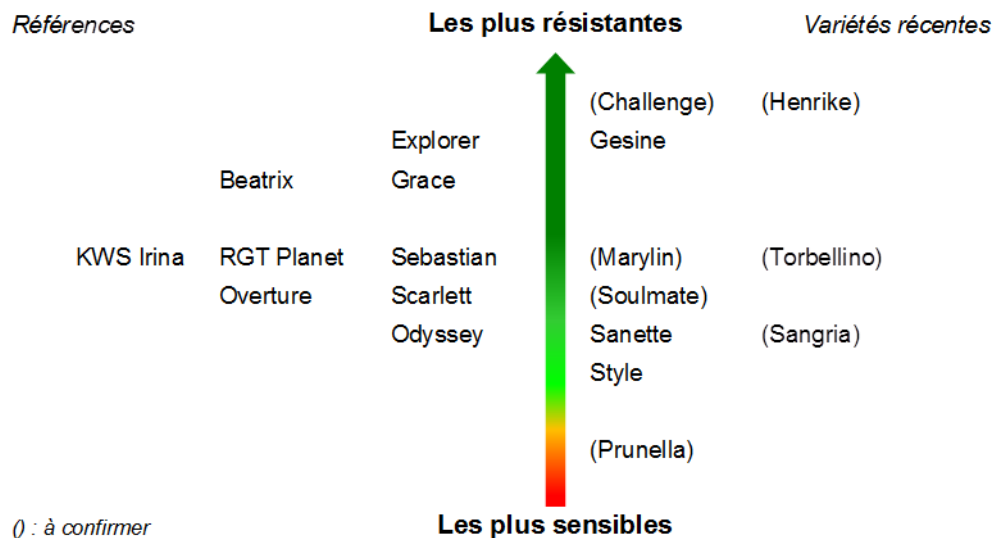 Références Les plus résistantes Variétés récentes
(Challenge) (Henrike)
Explorer Gesine
Beatrix Grace
KWS Irina RGT Planet Sebastian (Marylin) (Torbellino)
Overture Scarlett (Soulmate)
Odyssey Sanette (Sangria)
Style
(Prunella)
() : à confirmer Les plus sensibles